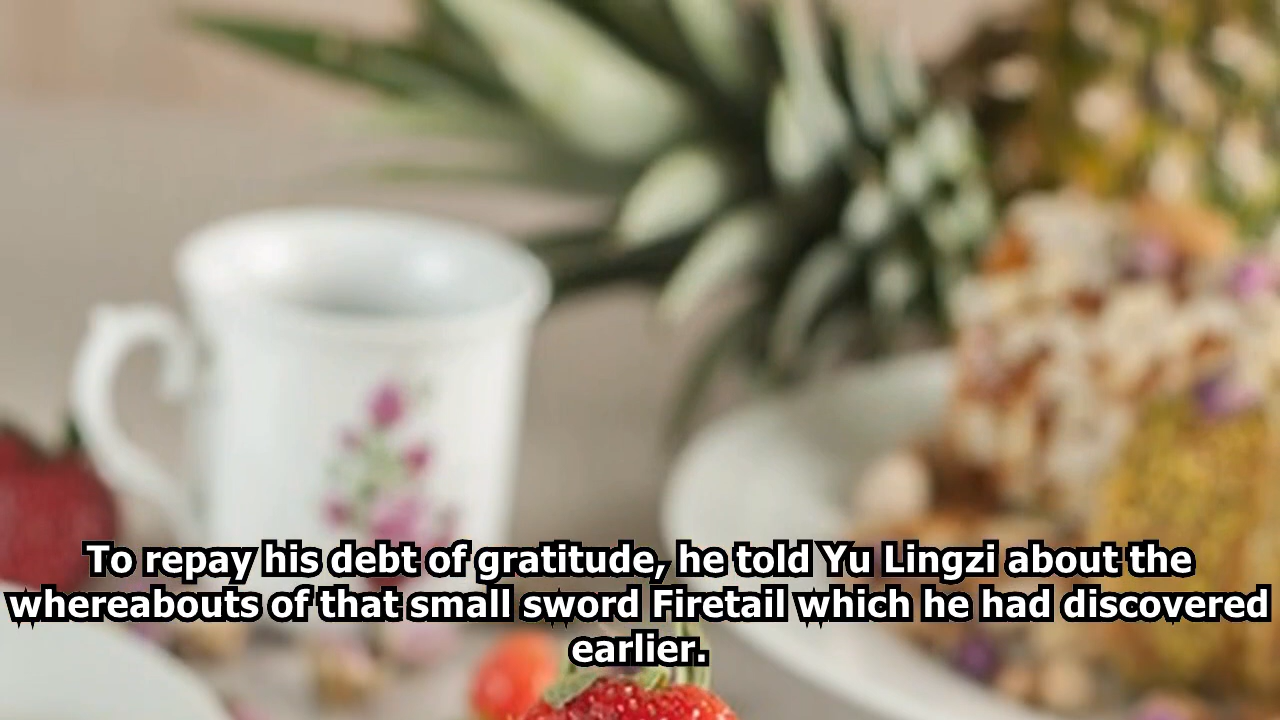 To repay his debt of gratitude, he told Yu Lingzi about the
whereabouts of that small sword Firetail which he had discovered
earlier.